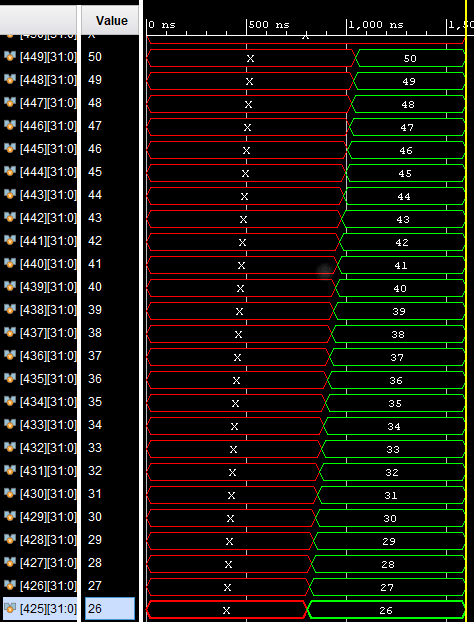 Value
0 ns 500 ns 1,000 ns 1,50
X X
[449][31:0] 50 X 50
[448][31:0] 49 X 49
[447][31:0] 48 X 48
[446][31:0] 47 X 47
[445][31:0] 46 X 46
[444][31:0] 45 X 45
[443][31:0] 44 X 44
[442][31:0] 43 X 43
[441][31:0] 42 X 42
[440][31:0] 41 X 41
[439][31:0] 40 X 40
[438][31:0] 39 X 39
[437][31:0] 38 X 38
[436][31:0] 37 X 37
[435][31:0] 36 X 36
[434][31:0] 35 X 35
[433][31:0] 34 X 34
[432][31:0] 33 X 33
[431][31:0] 32 X 32
[430][31:0] 31 X 31
[429][31:0] 30 X 30
[428][31:0] 29 X 29
[427][31:0] 28 X 28
[426][31:0] 27 X 27
[425][31:0] 26 X 26